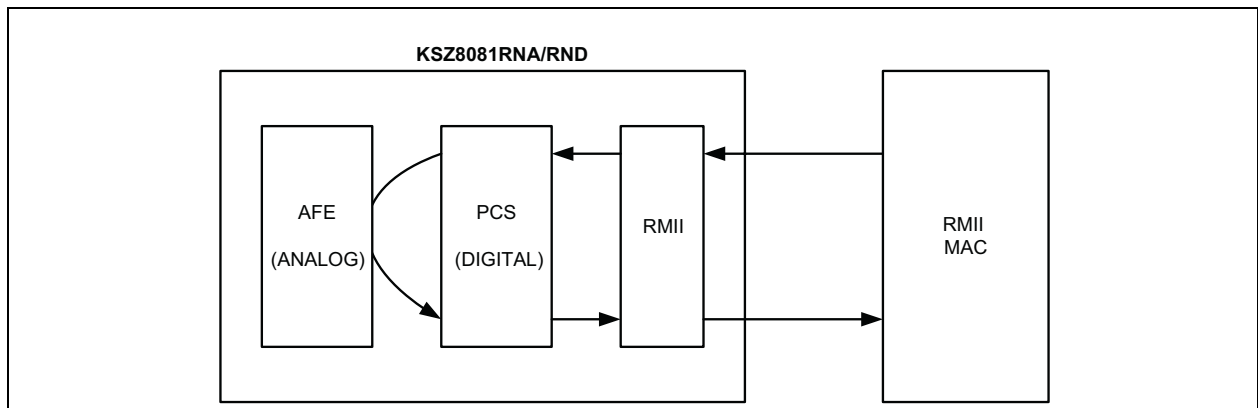 KSZ8081RNA/RND
AFE
(ANALOG)
PCS
(DIGITAL)
RMII
RMII
MAC